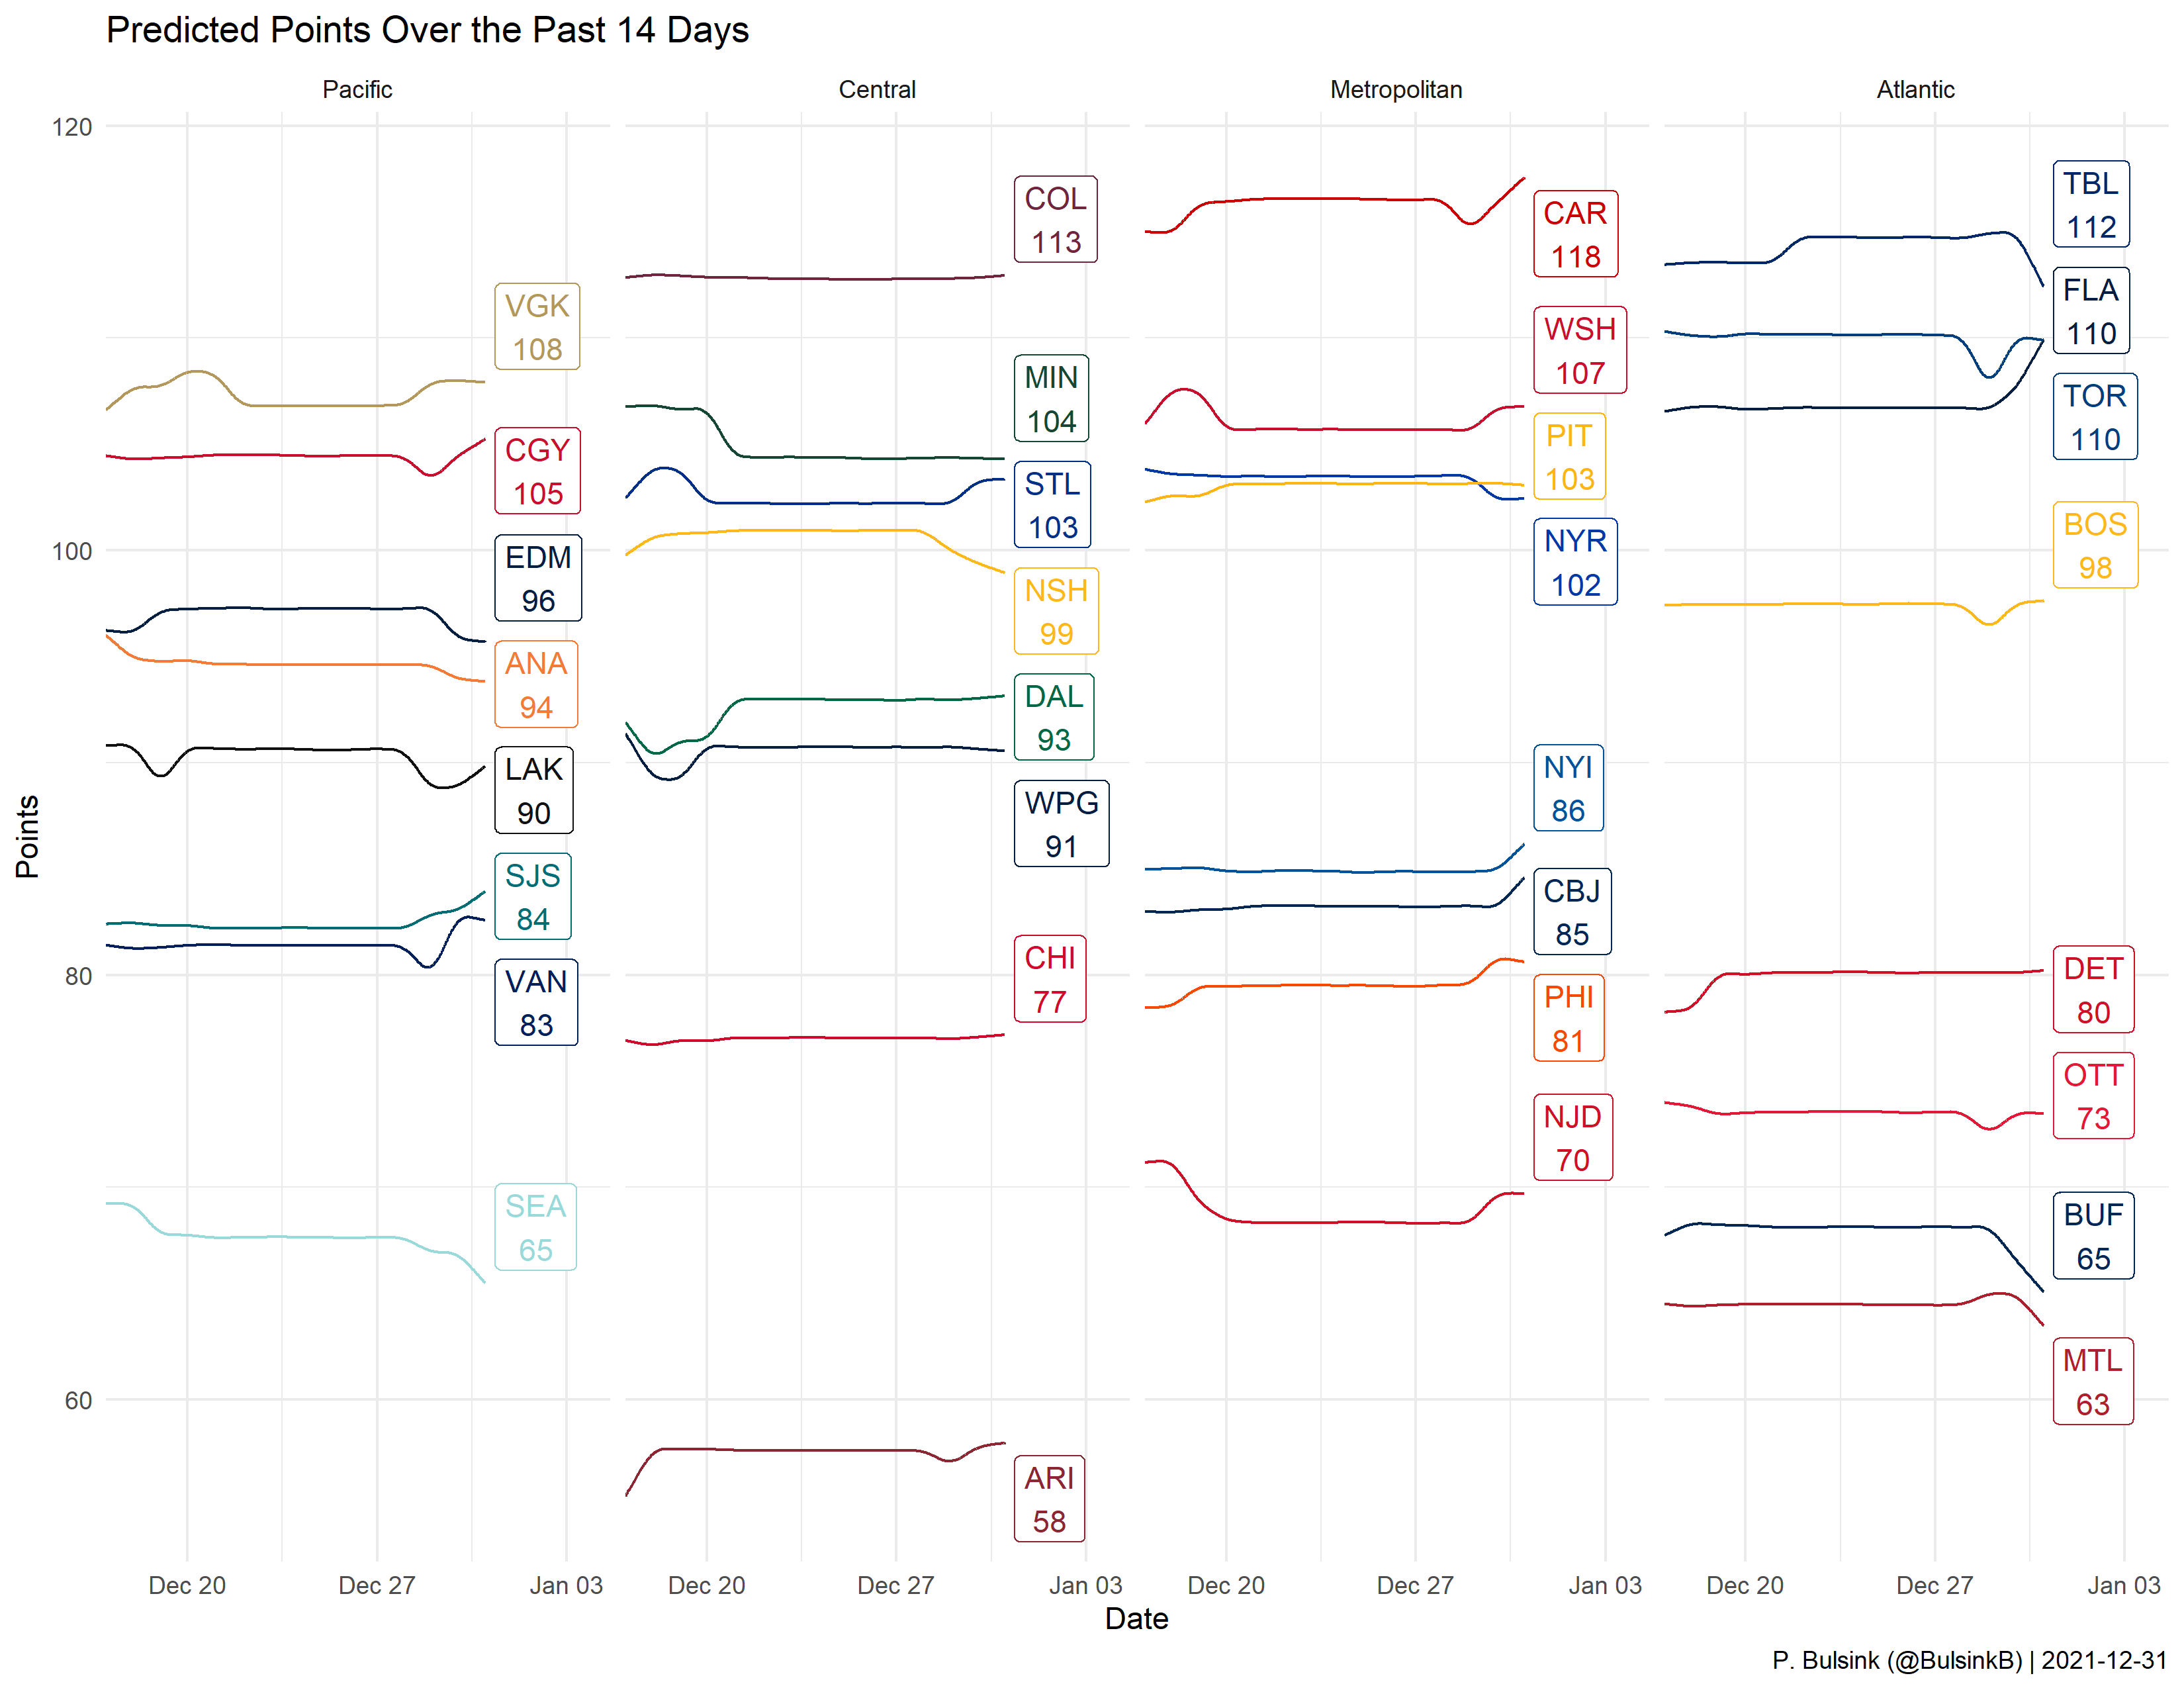 Predicted Points Over the Past 14 Days
Pacific
Central
Metropolitan
Atlantic
Points
120
100
80
60
VGK
108
CGY
105
EDM
96
ANA
94
LAK
90
SJS
84
VAN
83
SEA
65
COL
113
MIN
104
STL
103
NSH
99
DAL
93
WPG
91
CHI
77
ARI
58
CAR
118
WSH
107
PIT
103
NYR
102
NYI
86
CBJ
85
PHI
81
NJD
70
TBL
112
FLA
110
TOR
110
BOS
98
DET
80
OTT
73
BUF
65
MTL
63
Dec 20 Dec 27 Jan 03
Dec 20 Dec 27 Jan 03
Dec 20 Dec 27 Jan 03
Dec 20 Dec 27 Jan 03
Date
P. Bulsink (@BulsinkB) | 2021-12-31